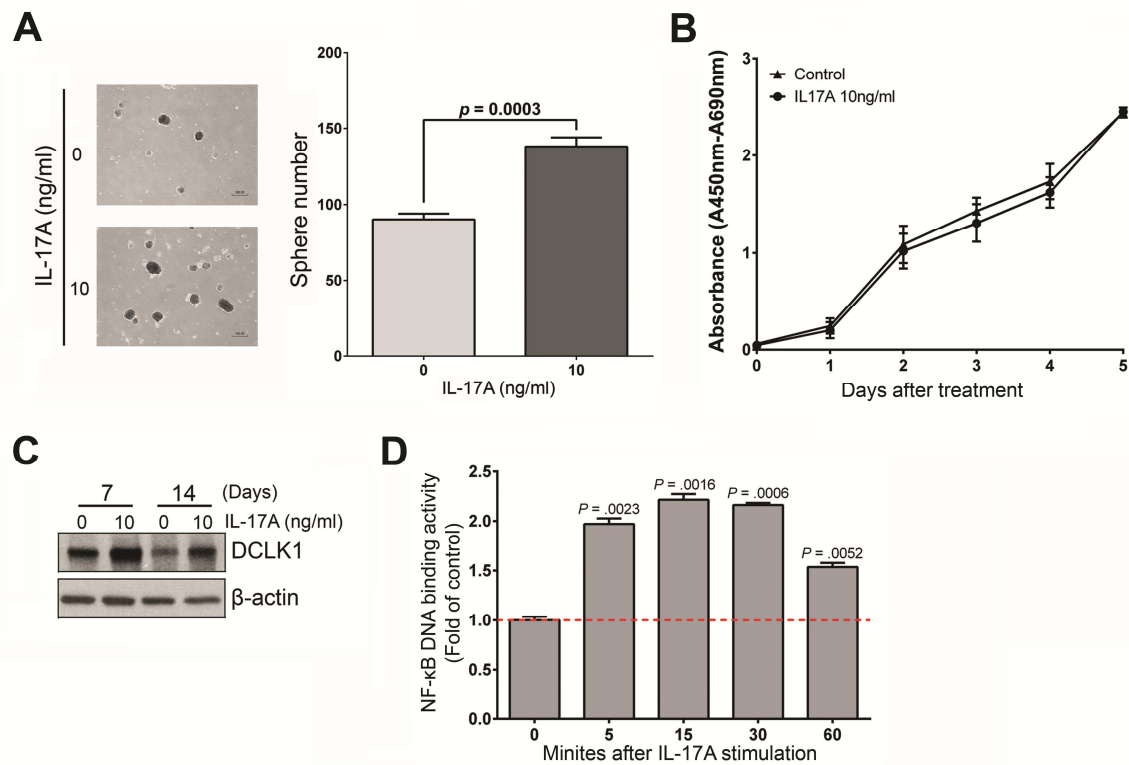 A
IL-17A (ng/ml)
0
10
Sphere number
200
150
100
50
0
p = 0.0003
0
10
IL-17A (ng/ml)
B
Absorbance (A450nm-A690nm)
3
2
1
0
Control
IL17A 10ng/ml
0 1 2 3 4 5
Days after treatment
C
7 14 (Days)
0 10 0 10 IL-17A (ng/ml)
DCLK1
β-actin
D
NF-κB DNA binding activity
(Fold of control)
2.5
2.0
1.5
1.0
0.5
0.0
P = .0023
P = .0016
P = .0006
P = .0052
0 5 15 30 60
Minites after IL-17A stimulation